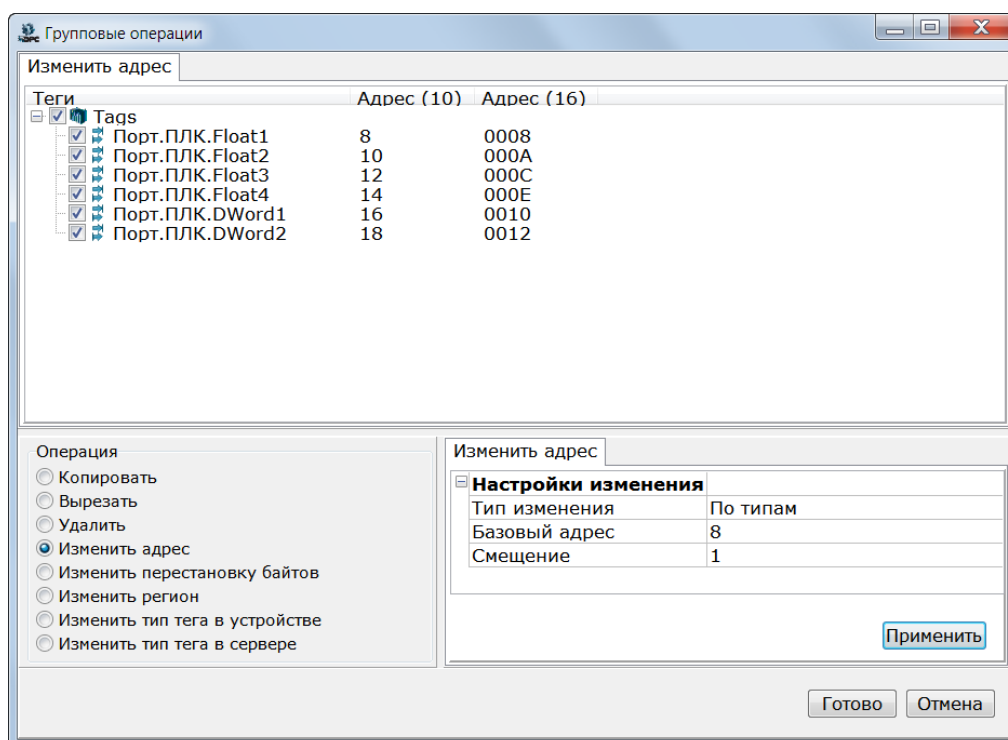 Групповые операции
Изменить адрес
Теги Адрес (10) Адрес (16)
Tags
Порт.ПЛК.Float1 8 0008
Порт.ПЛК.Float2 10 000A
Порт.ПЛК.Float3 12 000C
Порт.ПЛК.Float4 14 000E
Порт.ПЛК.DWord1 16 0010
Порт.ПЛК.DWord2 18 0012
Операция
Копировать
Вырезать
Удалить
Изменить адрес
Изменить перестановку байтов
Изменить регион
Изменить тип тега в устройстве
Изменить тип тега в сервере
Изменить адрес
Настройки изменения
Тип изменения По типам
Базовый адрес 8
Смещение 1
Применить
Готово Отмена